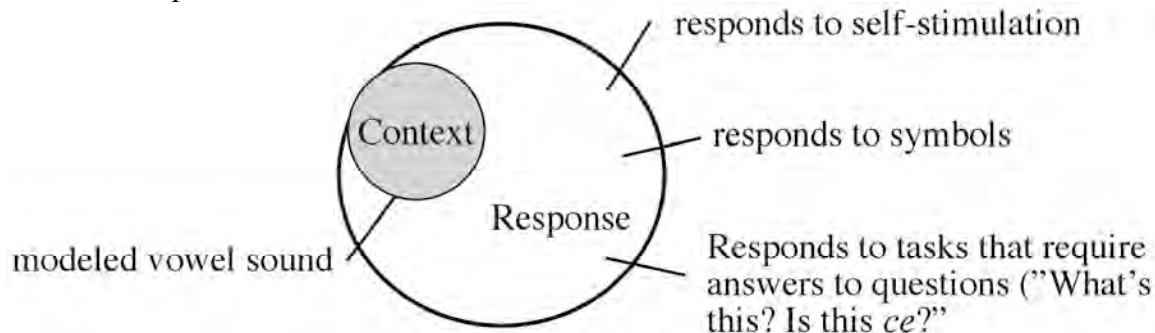 responds to self-stimulation
Context
responds to symbols
Response
modeled vowel sound
Responds to tasks that require
answers to questions ("What's
this? Is this ce?"